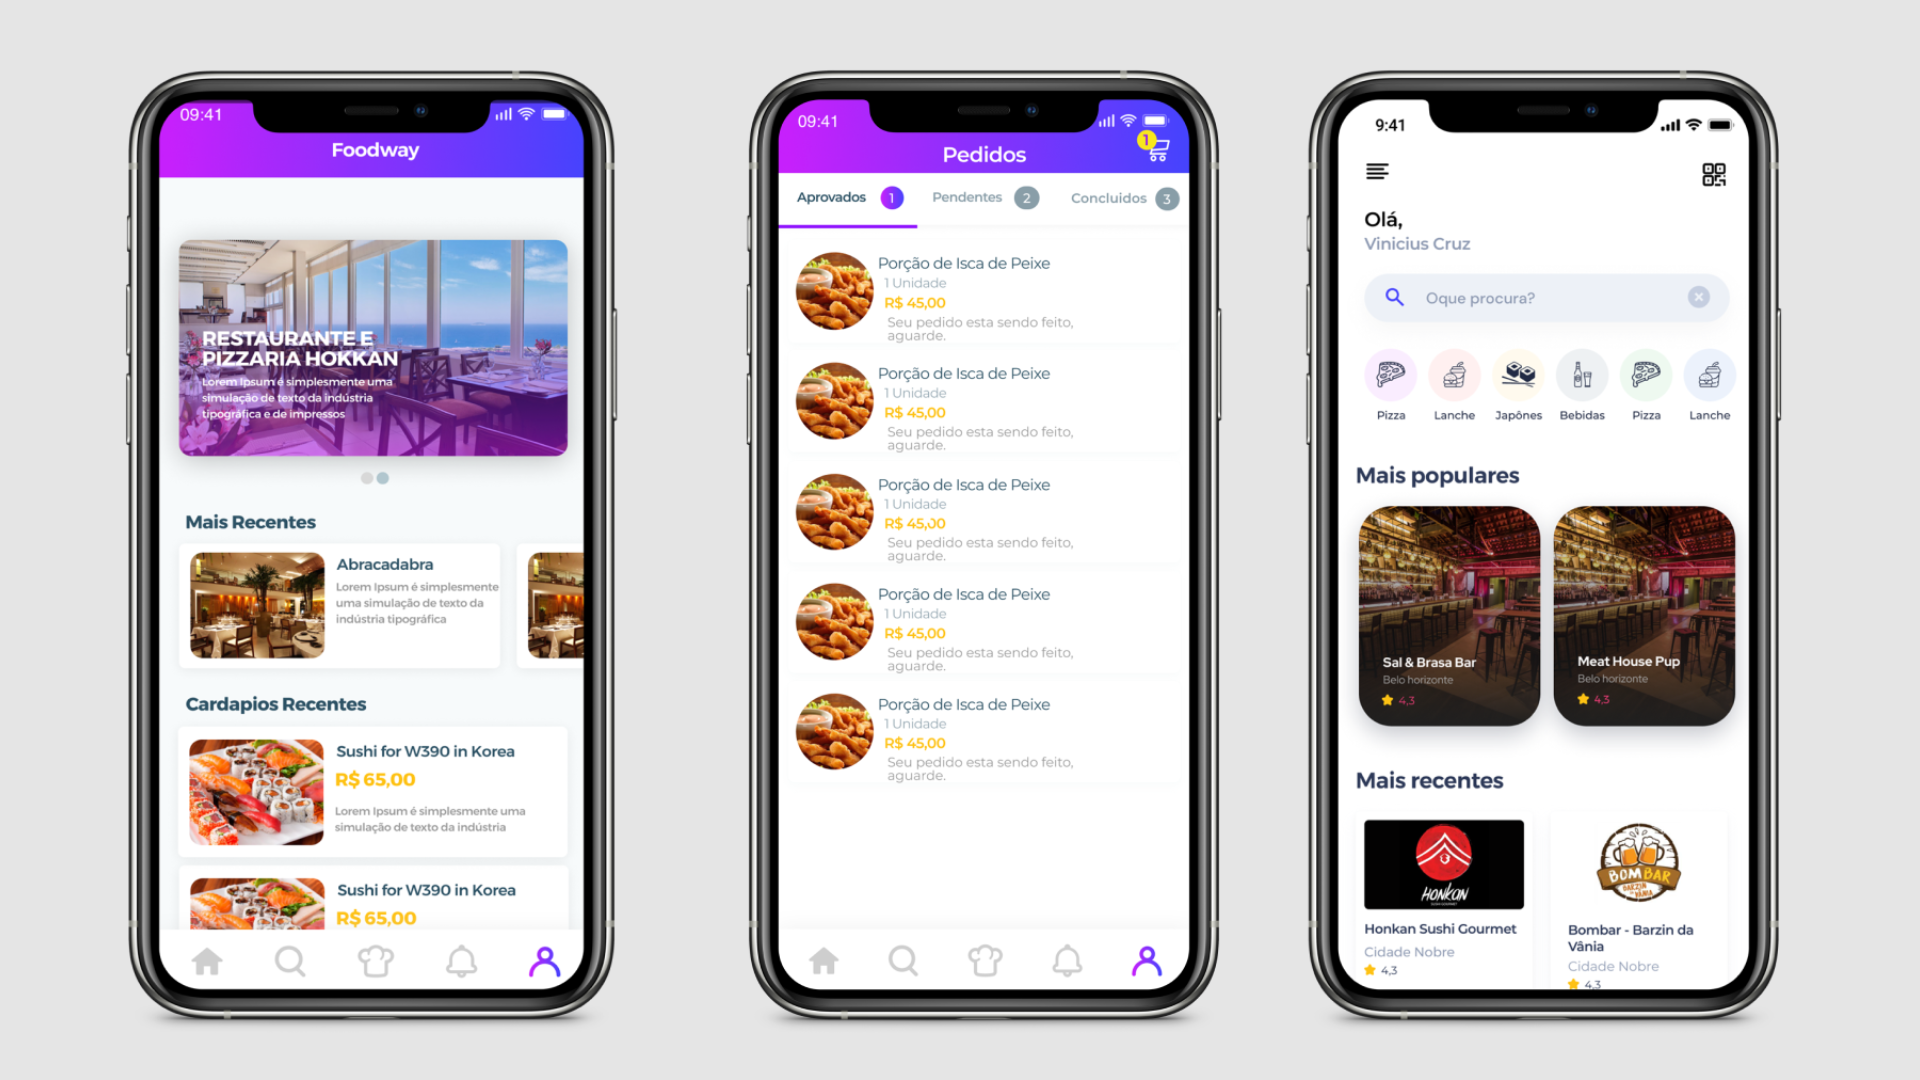 09:41
Foodway
RESTAURANTE E
PIZZARIA HOKKAN
Lorem Ipsum é simplesmente uma
simulação de texto da indústria
tipográfica e de impressos
Mais Recentes
Abracadabra
Lorem Ipsum é simplesmente
uma simulação de texto da
indústria tipográfica
Cardapios Recentes
Sushi for W390 in Korea
R$ 65,00
Lorem Ipsum é simplesmente uma
simulação de texto da indústria
Sushi for W390 in Korea
R$ 65,00
09:41
Pedidos
1
Aprovados 1 Pendentes 2 Concluidos 3
Porção de Isca de Peixe
1 Unidade
R$ 45,00
Seu pedido esta sendo feito,
aguarde.
Porção de Isca de Peixe
1 Unidade
R$ 45,00
Seu pedido esta sendo feito,
aguarde.
Porção de Isca de Peixe
1 Unidade
R$ 45,00
Seu pedido esta sendo feito,
aguarde.
Porção de Isca de Peixe
1 Unidade
R$ 45,00
Seu pedido esta sendo feito,
aguarde.
Porção de Isca de Peixe
1 Unidade
R$ 45,00
Seu pedido esta sendo feito,
aguarde.
9:41
Olá,
Vinicius Cruz
Oque procura?
Pizza Lanche Japônes Bebidas Pizza Lanche
Mais populares
Sal & Brasa Bar
Belo horizonte
4,3
Meat House Pup
Belo horizonte
4,3
Mais recentes
HONKAN
SUSHI GOURMET
Honkan Sushi Gourmet
Cidade Nobre
4,3
BOMBAR
BARZIN DA VÂNIA
Bombar - Barzin da
Vânia
Cidade Nobre
4,3